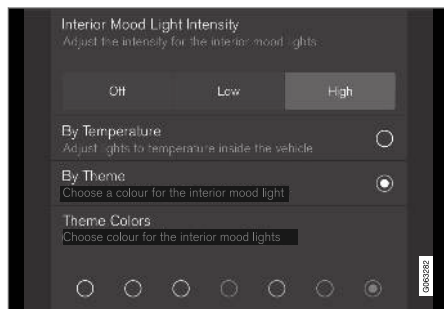 Interior Mood Light Intensity
Adjust the intensity for the interior mood lights
Off Low High
By Temperature
Adjust lights to temperature inside the vehicle
By Theme
Choose a colour for the interior mood light
Theme Colors
Choose colour for the interior mood lights
G063282